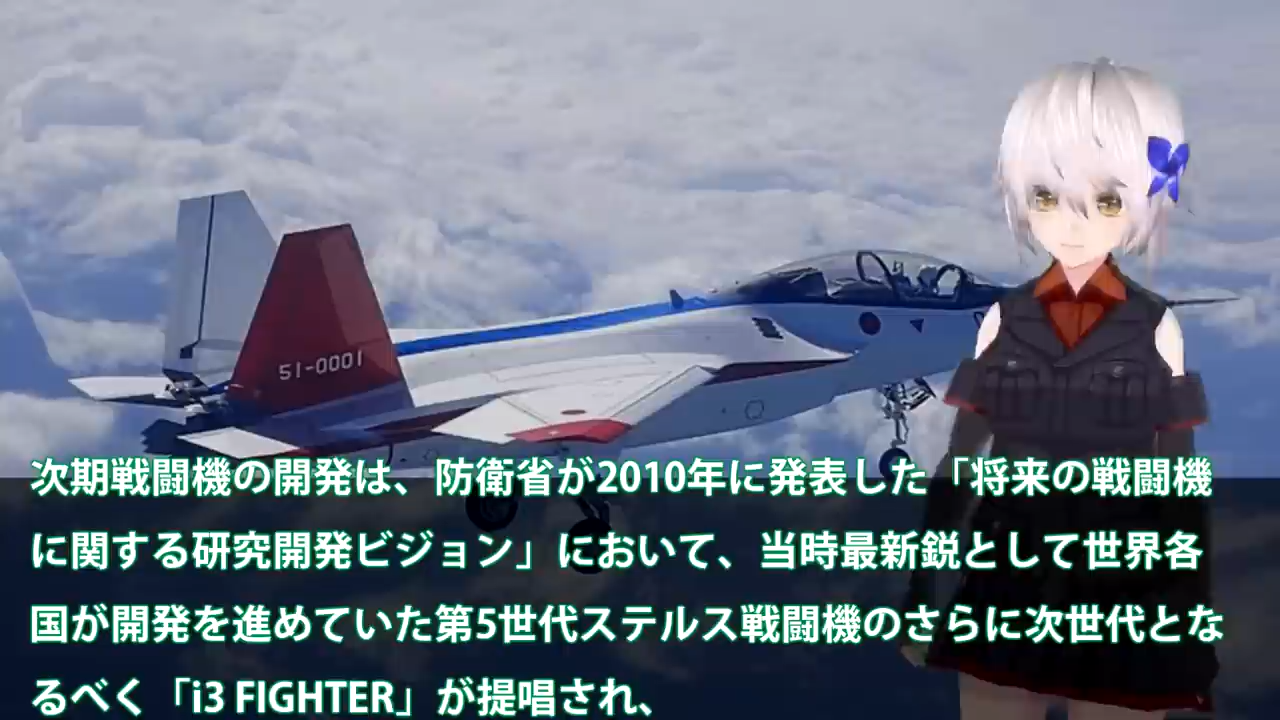 51-0001
次期戦闘機の開発は、防衛省が2010年に発表した「将来の戦闘機
に関する研究開発ビジョン」において、当時最新鋭として世界各
国が開発を進めていた第5世代ステルス戦闘機のさらに次世代とな
るべく「i3 FIGHTER」が提唱され、